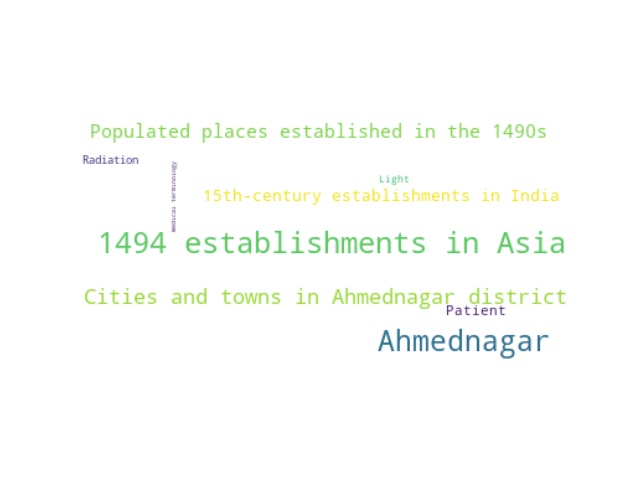 Populated places established in the 1490s
Radiation
Medical terminology
Light
15th-century establishments in India
1494 establishments in Asia
Cities and towns in Ahmednagar district
Patient
Ahmednagar